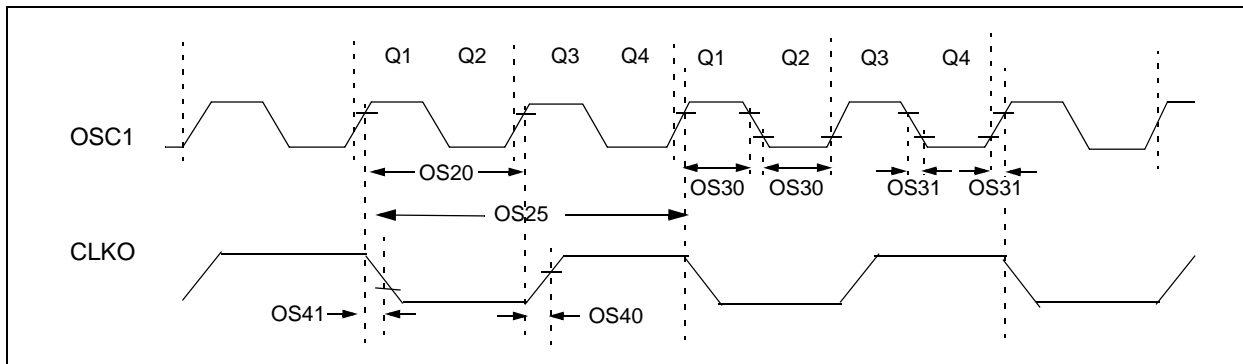 Q1 Q2 Q3 Q4 Q1 Q2 Q3 Q4
OSC1
OS20 OS30 OS30 OS31 OS31
OS25
CLKO
OS41 OS40